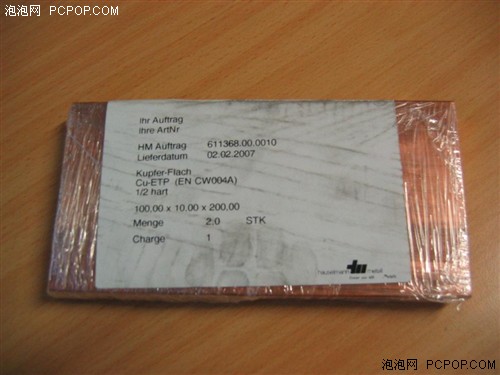 泡泡网 PCPOP.COM
Ihr Auftrag
Ihre ArtNr
HM Auftrag 611368.00.0010
Lieferdatum 02.02.2007
Kupfer-Flach
Cu-ETP (EN CW004A)
1/2 hart
100.00 x 10.00 x 200.00
Menge 2.0 STK
Charge 1
metall
泡泡网 PCPOP.COM